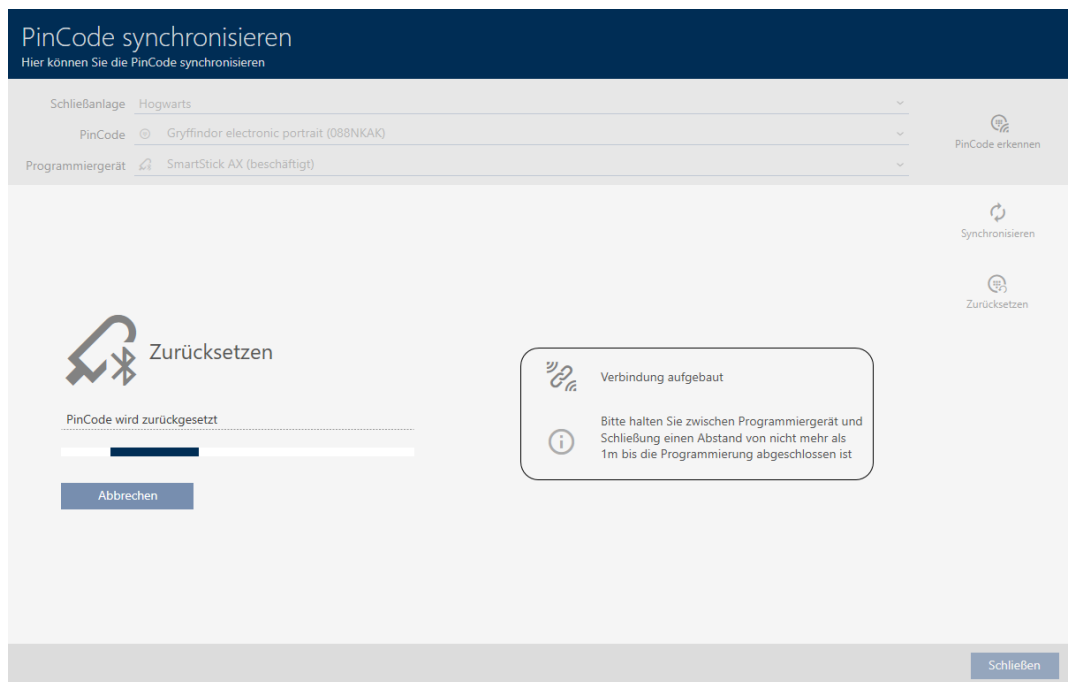 PinCode synchronisieren
Hier können Sie die PinCode synchronisieren
Schließanlage Hogwarts
PinCode Gryffindor electronic portrait (088NKAK)
Programmiergerät SmartStick AX (beschäftigt)
PinCode erkennen
Synchronisieren
Zurücksetzen
Zurücksetzen
PinCode wird zurückgesetzt
Abbrechen
Verbindung aufgebaut
Bitte halten Sie zwischen Programmiergerät und
Schließung einen Abstand von nicht mehr als
1m bis die Programmierung abgeschlossen ist
Schließen